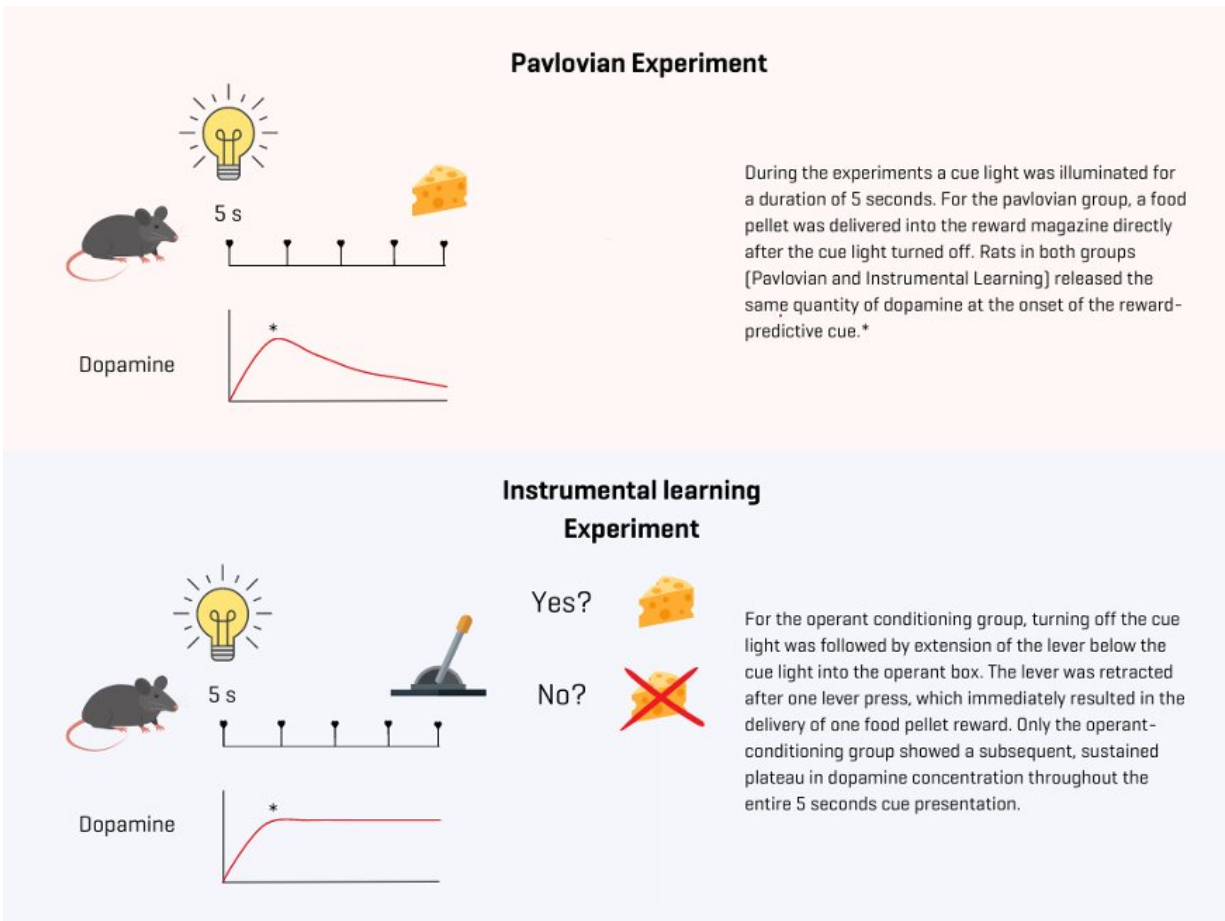 Pavlovian Experiment
5 s
During the experiments a cue light was illuminated for
a duration of 5 seconds. For the pavlovian group, a food
pellet was delivered into the reward magazine directly
after the cue light turned off. Rats in both groups
(Pavlovian and Instrumental Learning) released the
same quantity of dopamine at the onset of the reward-
predictive cue.*
*
Dopamine
Instrumental learning
Experiment
Yes?
No?
5 s
For the operant conditioning group, turning off the cue
light was followed by extension of the lever below the
cue light into the operant box. The lever was retracted
after one lever press, which immediately resulted in the
delivery of one food pellet reward. Only the operant-
conditioning group showed a subsequent, sustained
plateau in dopamine concentration throughout the
entire 5 seconds cue presentation.
*
Dopamine